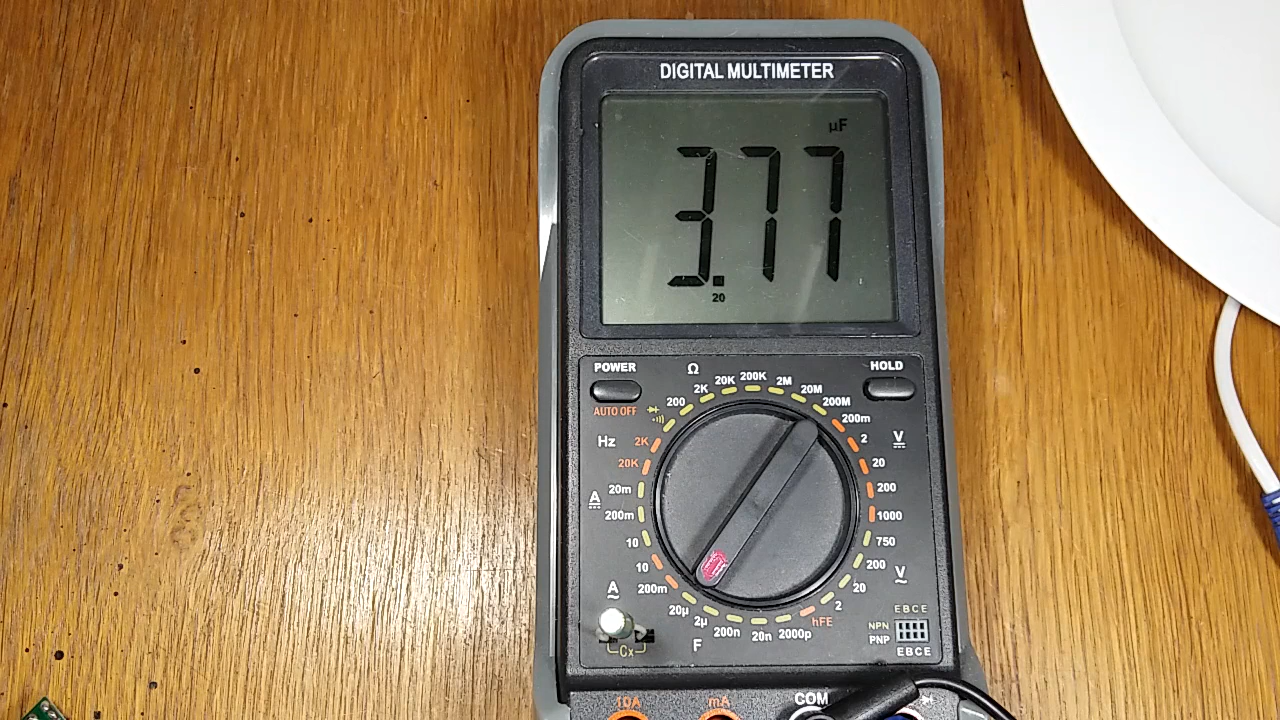 DIGITAL MULTIMETER
µF
3.77
20
POWER
Ω
HOLD
AUTO OFF
200
2K
20K
200K
2M
20M
200M
200m
2
V
20
200
1000
750
200
V
20
2
hFE
2000p
20n
200n
2µ
20µ
F
Hz
2K
20K
A
20m
200m
10
10
200m
A
Cx
EBCE
NPN
PNP
EBCE
10A
mA
COM